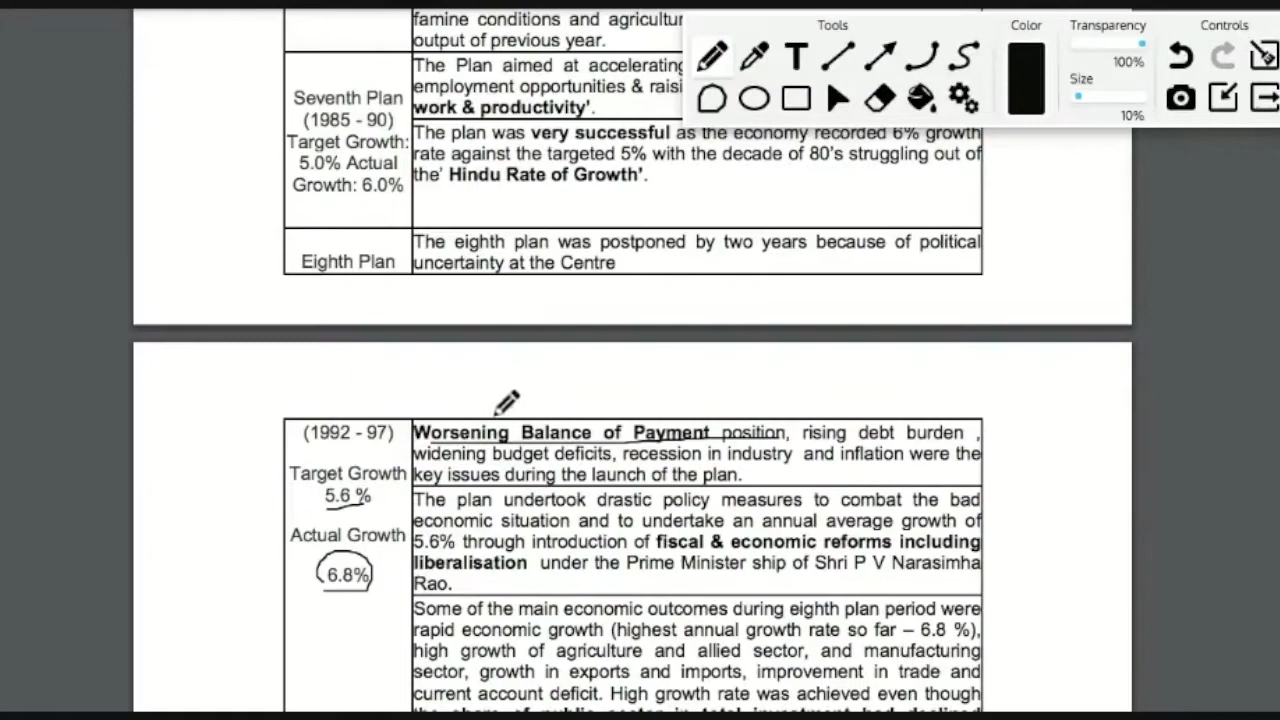 famine conditions and agricultur
output of previous year.
Tools
Color
Transparency
100%
Size
10%
Controls
Seventh Plan
(1985 - 90)
Target Growth:
5.0% Actual
Growth: 6.0%
The Plan aimed at accelerating
employment opportunities & raisi
work & productivity'.
The plan was very successful as the economy recorded 6% growth
rate against the targeted 5% with the decade of 80's struggling out of
the' Hindu Rate of Growth'.
Eighth Plan
The eighth plan was postponed by two years because of political
uncertainty at the Centre
(1992 - 97)
Target Growth
5.6 %
Actual Growth
6.8%
Worsening Balance of Payment position, rising debt burden ,
widening budget deficits, recession in industry and inflation were the
key issues during the launch of the plan.
The plan undertook drastic policy measures to combat the bad
economic situation and to undertake an annual average growth of
5.6% through introduction of fiscal & economic reforms including
liberalisation under the Prime Minister ship of Shri P V Narasimha
Rao.
Some of the main economic outcomes during eighth plan period were
rapid economic growth (highest annual growth rate so far – 6.8 %),
high growth of agriculture and allied sector, and manufacturing
sector, growth in exports and imports, improvement in trade and
current account deficit. High growth rate was achieved even though
the share of public sector in total investment had declined